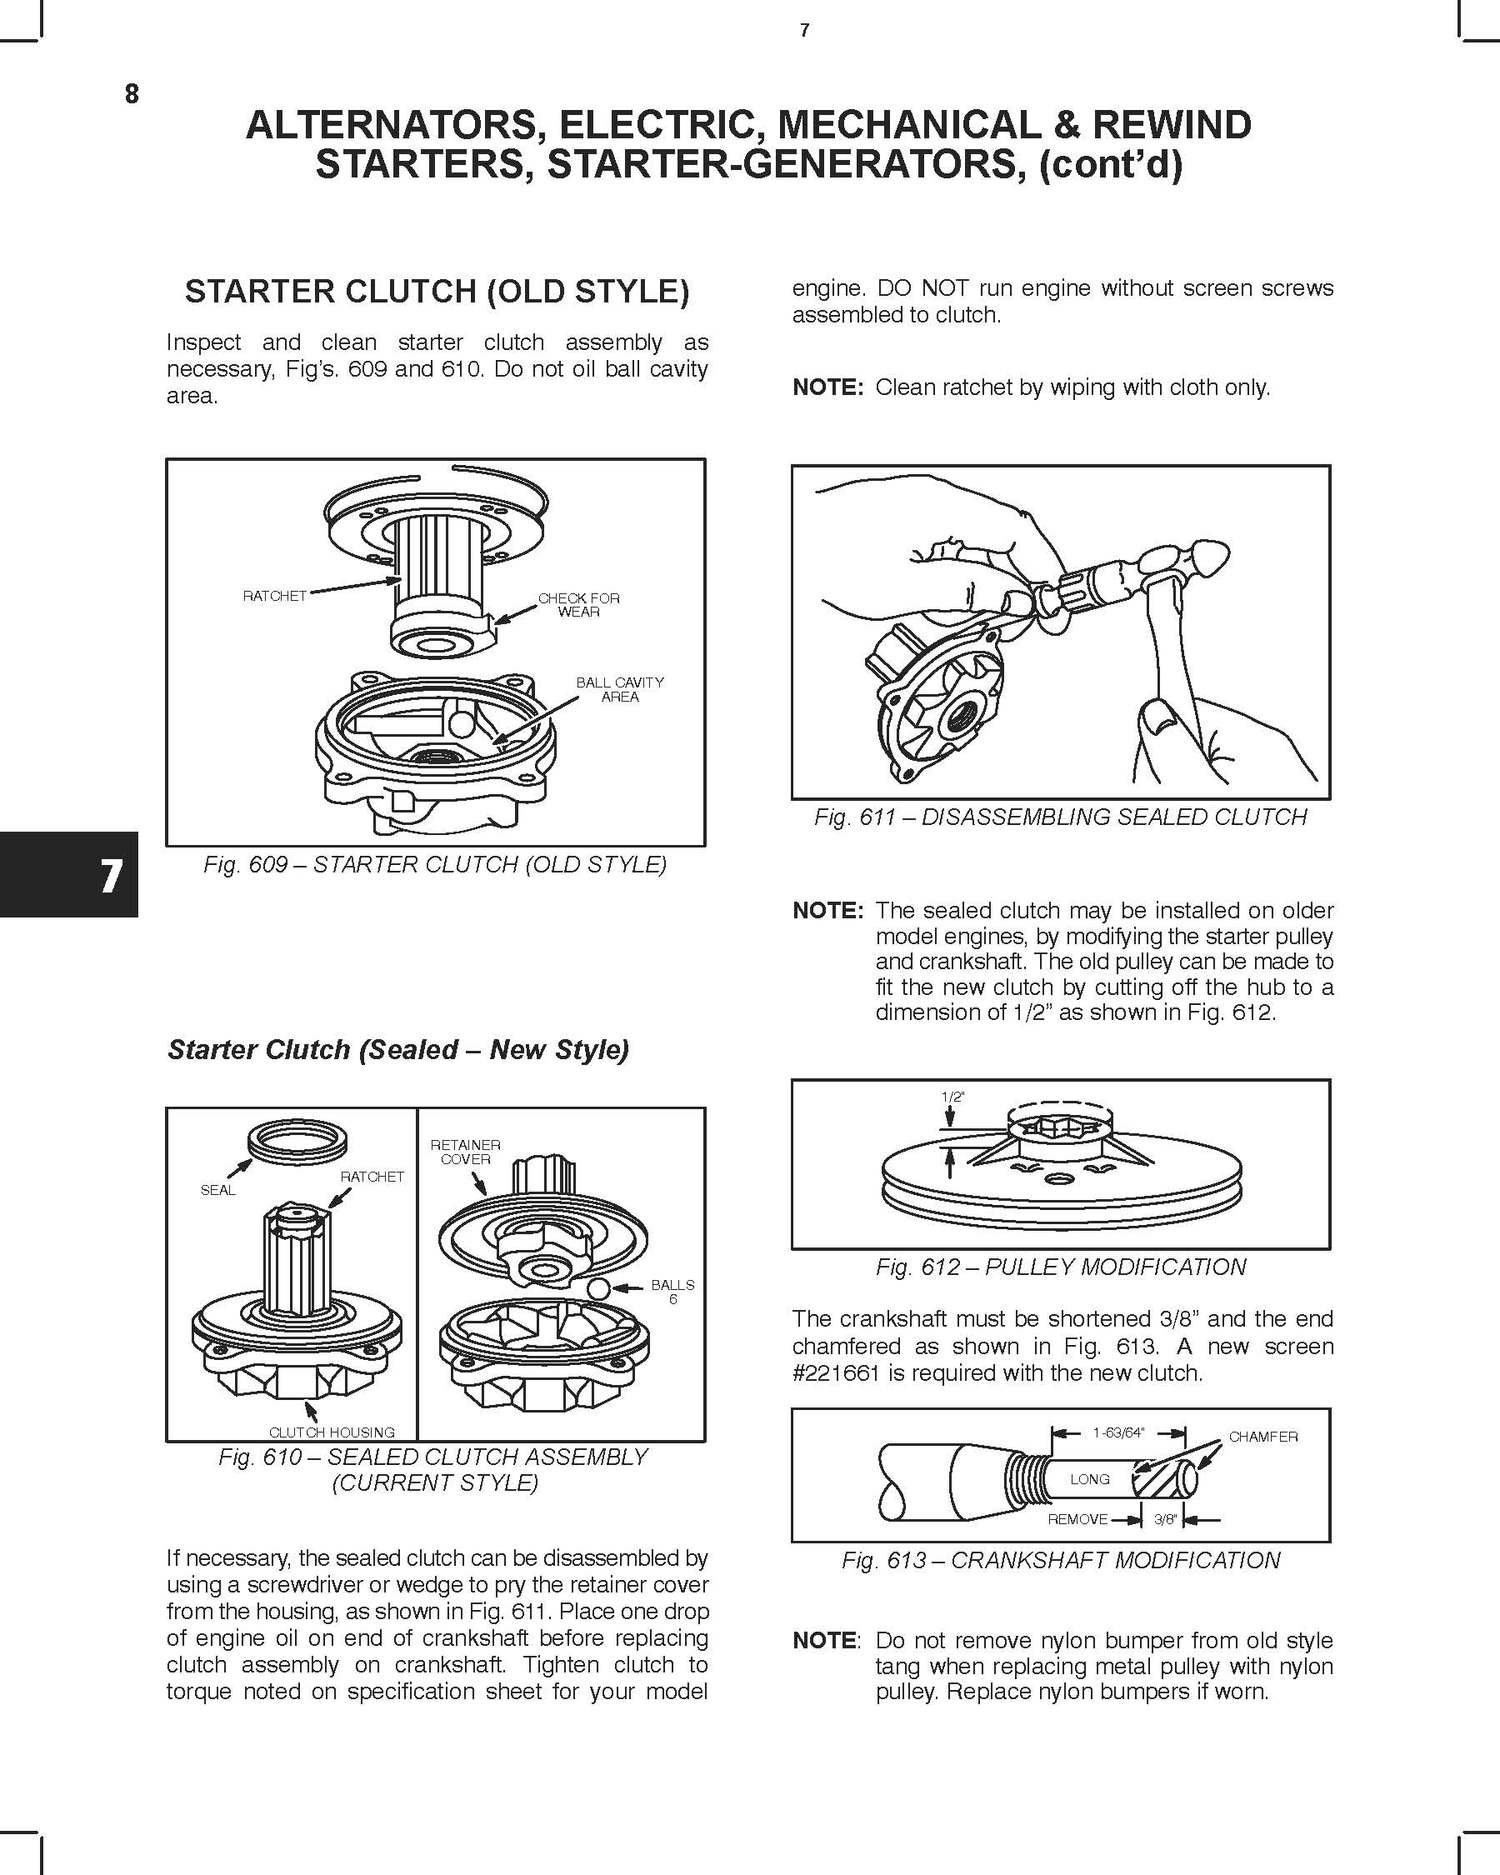 7
8
ALTERNATORS, ELECTRIC, MECHANICAL & REWIND
STARTERS, STARTER-GENERATORS, (cont’d)
STARTER CLUTCH (OLD STYLE)
Inspect and clean starter clutch assembly as
necessary, Fig’s. 609 and 610. Do not oil ball cavity
area.
RATCHET
CHECK FOR
WEAR
BALL CAVITY
AREA
Fig. 609 – STARTER CLUTCH (OLD STYLE)
7
Starter Clutch (Sealed – New Style)
SEAL
RATCHET
CLUTCH HOUSING
RETAINER
COVER
BALLS
6
Fig. 610 – SEALED CLUTCH ASSEMBLY
(CURRENT STYLE)
If necessary, the sealed clutch can be disassembled by
using a screwdriver or wedge to pry the retainer cover
from the housing, as shown in Fig. 611. Place one drop
of engine oil on end of crankshaft before replacing
clutch assembly on crankshaft. Tighten clutch to
torque noted on specification sheet for your model
engine. DO NOT run engine without screen screws
assembled to clutch.
NOTE: Clean ratchet by wiping with cloth only.
Fig. 611 – DISASSEMBLING SEALED CLUTCH
NOTE: The sealed clutch may be installed on older
model engines, by modifying the starter pulley
and crankshaft. The old pulley can be made to
fit the new clutch by cutting off the hub to a
dimension of 1/2” as shown in Fig. 612.
1/2"
Fig. 612 – PULLEY MODIFICATION
The crankshaft must be shortened 3/8” and the end
chamfered as shown in Fig. 613. A new screen
#221661 is required with the new clutch.
1-63/64"
CHAMFER
LONG
REMOVE
3/8"
Fig. 613 – CRANKSHAFT MODIFICATION
NOTE: Do not remove nylon bumper from old style
tang when replacing metal pulley with nylon
pulley. Replace nylon bumpers if worn.